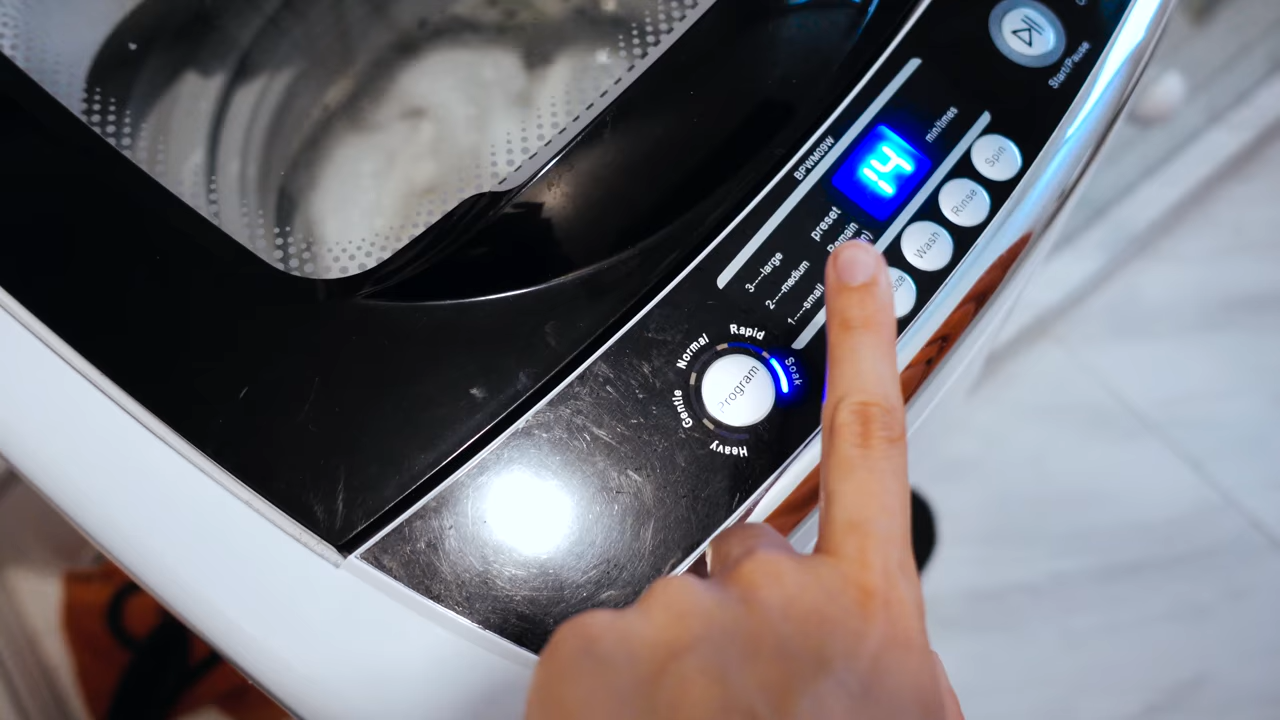 Start/Pause
min/times
14
BPWM09W
preset
Remain
3----large
2----medium
1----small
Spin
Rinse
Wash
Rapid
Normal
Soak
Gentle
Heavy
Program